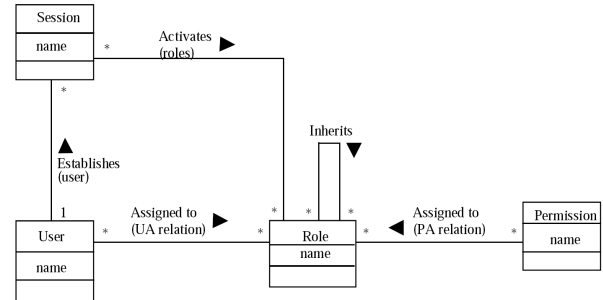 Session
name
*
Activates
(roles)
*
Inherits
Establishes
(user)
1
*
*
*
Assigned to
(UA relation)
Assigned to
(PA relation)
User
name
*
*
Role
name
*
*
Permission
name